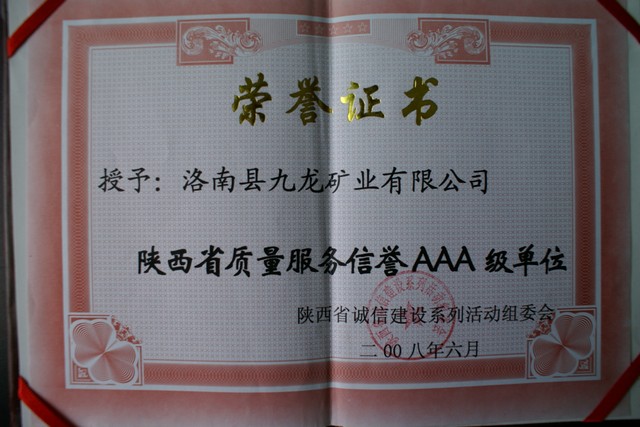 荣誉证书
授予：洛南县九龙矿业有限公司
陕西省质量服务信誉AAA级单位
陕西省诚信建设系列活动组委会
二00八年六月